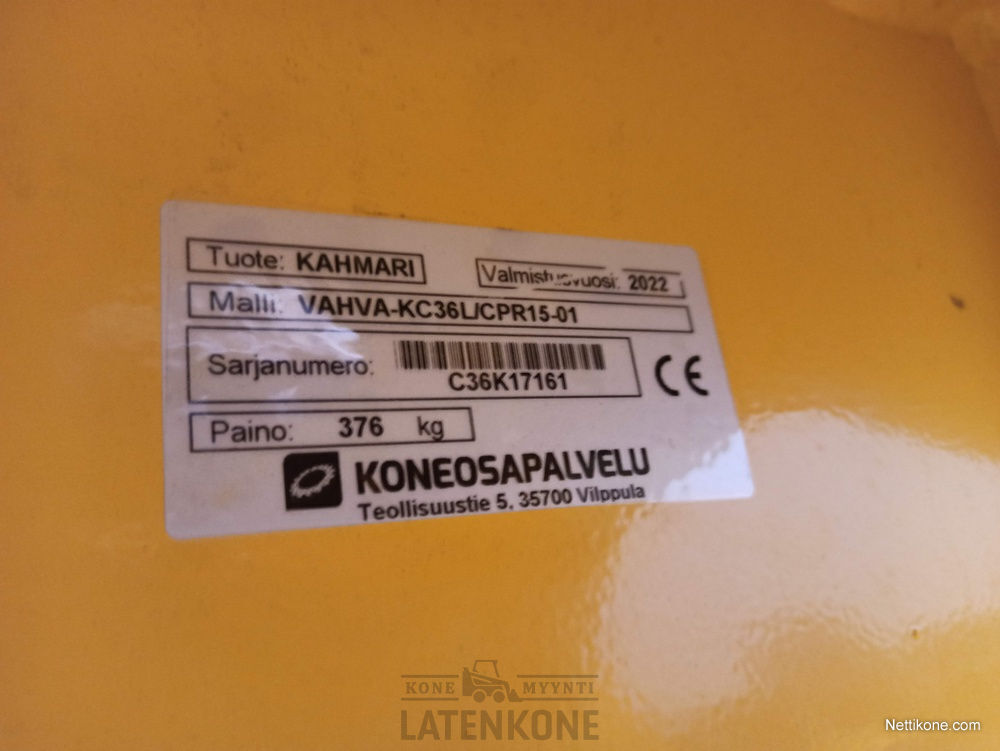 Tuote: KAHMARI
Valmistusvuosi: 2022
Malli: VAHVA-KC36L/CPR15-01
Sarjanumero:
C36K17161
CE
Paino: 376 kg
KONEOSAPALVELU
Teollisuustie 5, 35700 Vilppula
KONE MYYNTI
LATENKONE
Nettikone.com